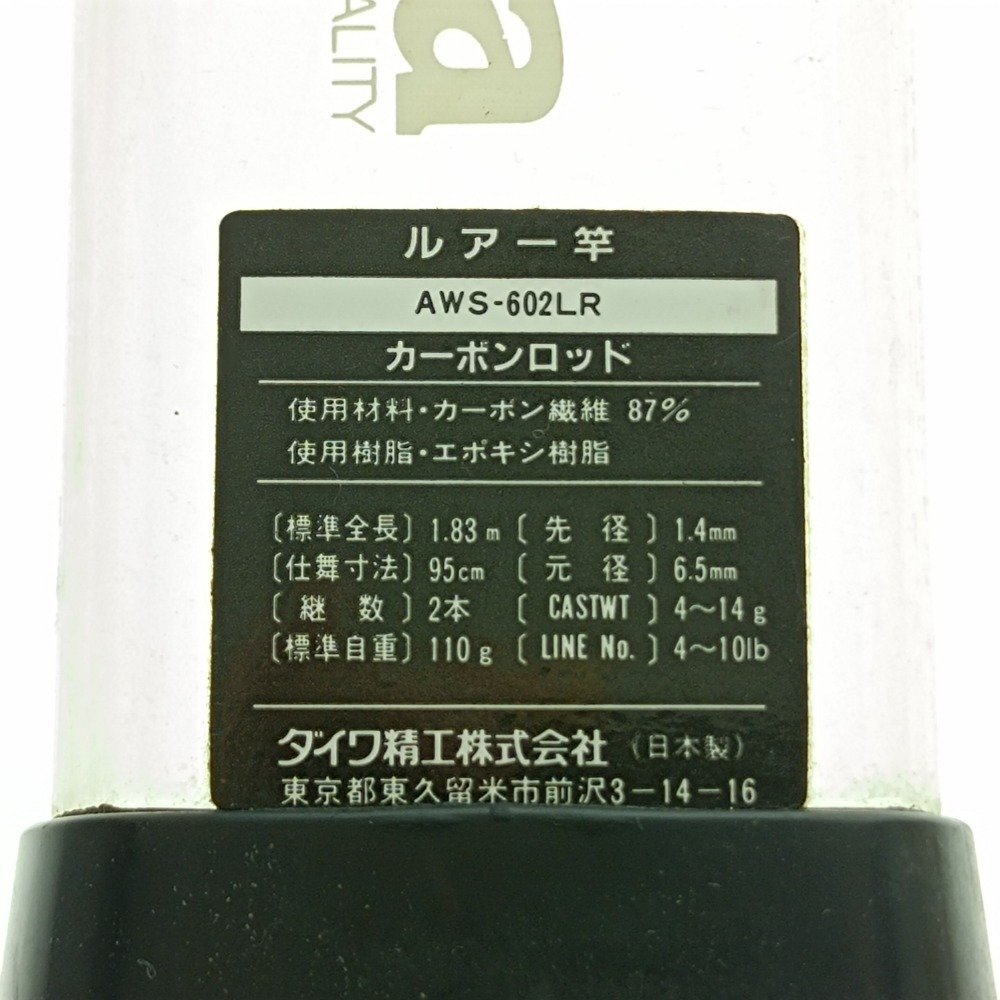 a
ALITY
ルアー竿
AWS-602LR
カーボンロッド
使用材料・カーボン繊維 87%
使用樹脂・エポキシ樹脂
〔標準全長〕1.83m〔先 径〕1.4mm
〔仕舞寸法〕95cm〔元 径〕6.5mm
〔継 数〕2本〔CASTWT〕4〜14g
〔標準自重〕110g〔LINE No.〕4〜10lb
ダイワ精工株式会社（日本製）
東京都東久留米市前沢3-14-16